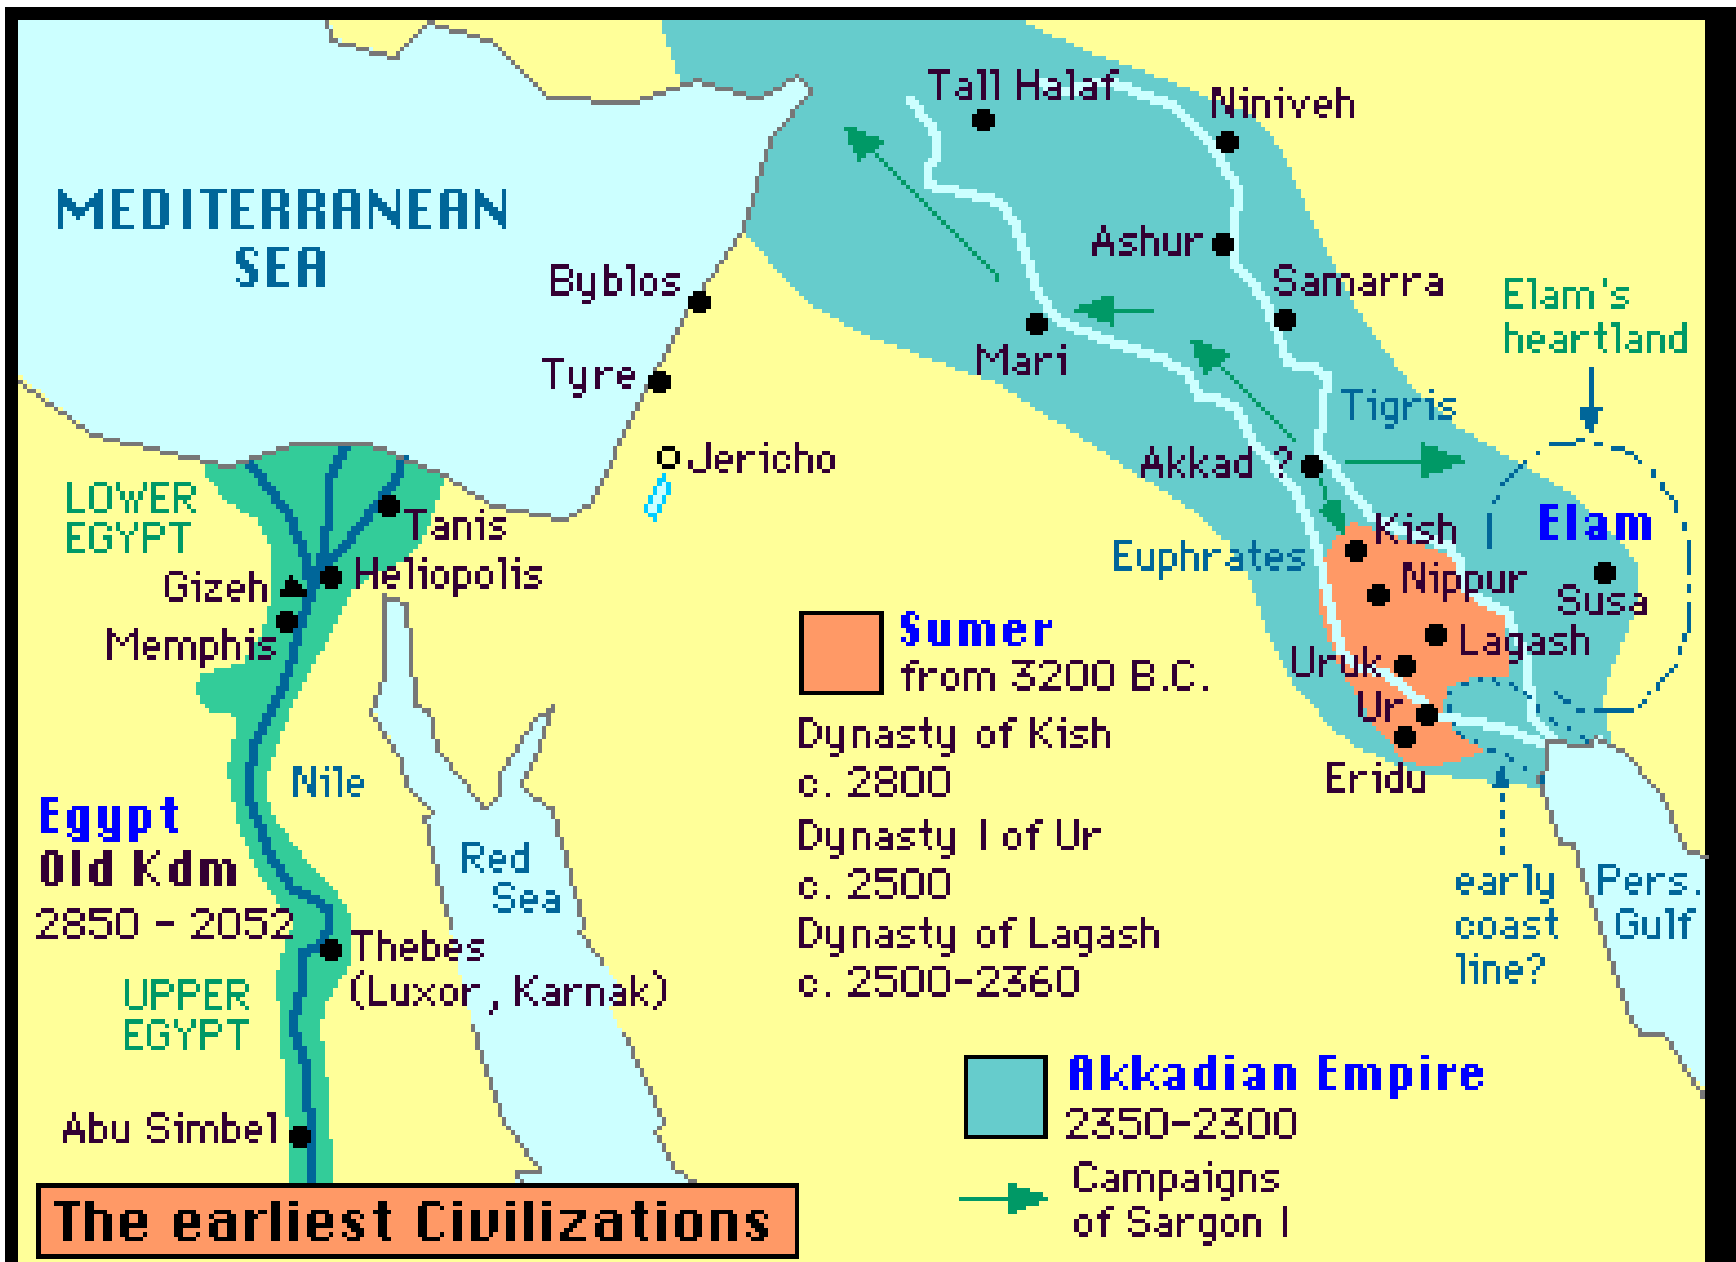 Tall Halaf
Niniveh
MEDITERRANEAN
SEA
Ashur
Byblos
Samarra
Elam's
heartland
Mari
Tyre
Tigris
Jericho
Akkad ?
LOWER
EGYPT
Tanis
Kish
Elam
Euphrates
Gizeh
Heliopolis
Nippur
Susa
Memphis
Sumer
from 3200 B.C.
Lagash
Uruk
Ur
Dynasty of Kish
c. 2800
Eridu
Nile
Egypt
Old Kdm
2850 - 2052
Dynasty I of Ur
c. 2500
Red
Sea
early
coast
line?
Pers.
Gulf
Dynasty of Lagash
c. 2500-2360
Thebes
(Luxor, Karnak)
UPPER
EGYPT
Akkadian Empire
2350-2300
Abu Simbel
Campaigns
of Sargon I
The earliest Civilizations